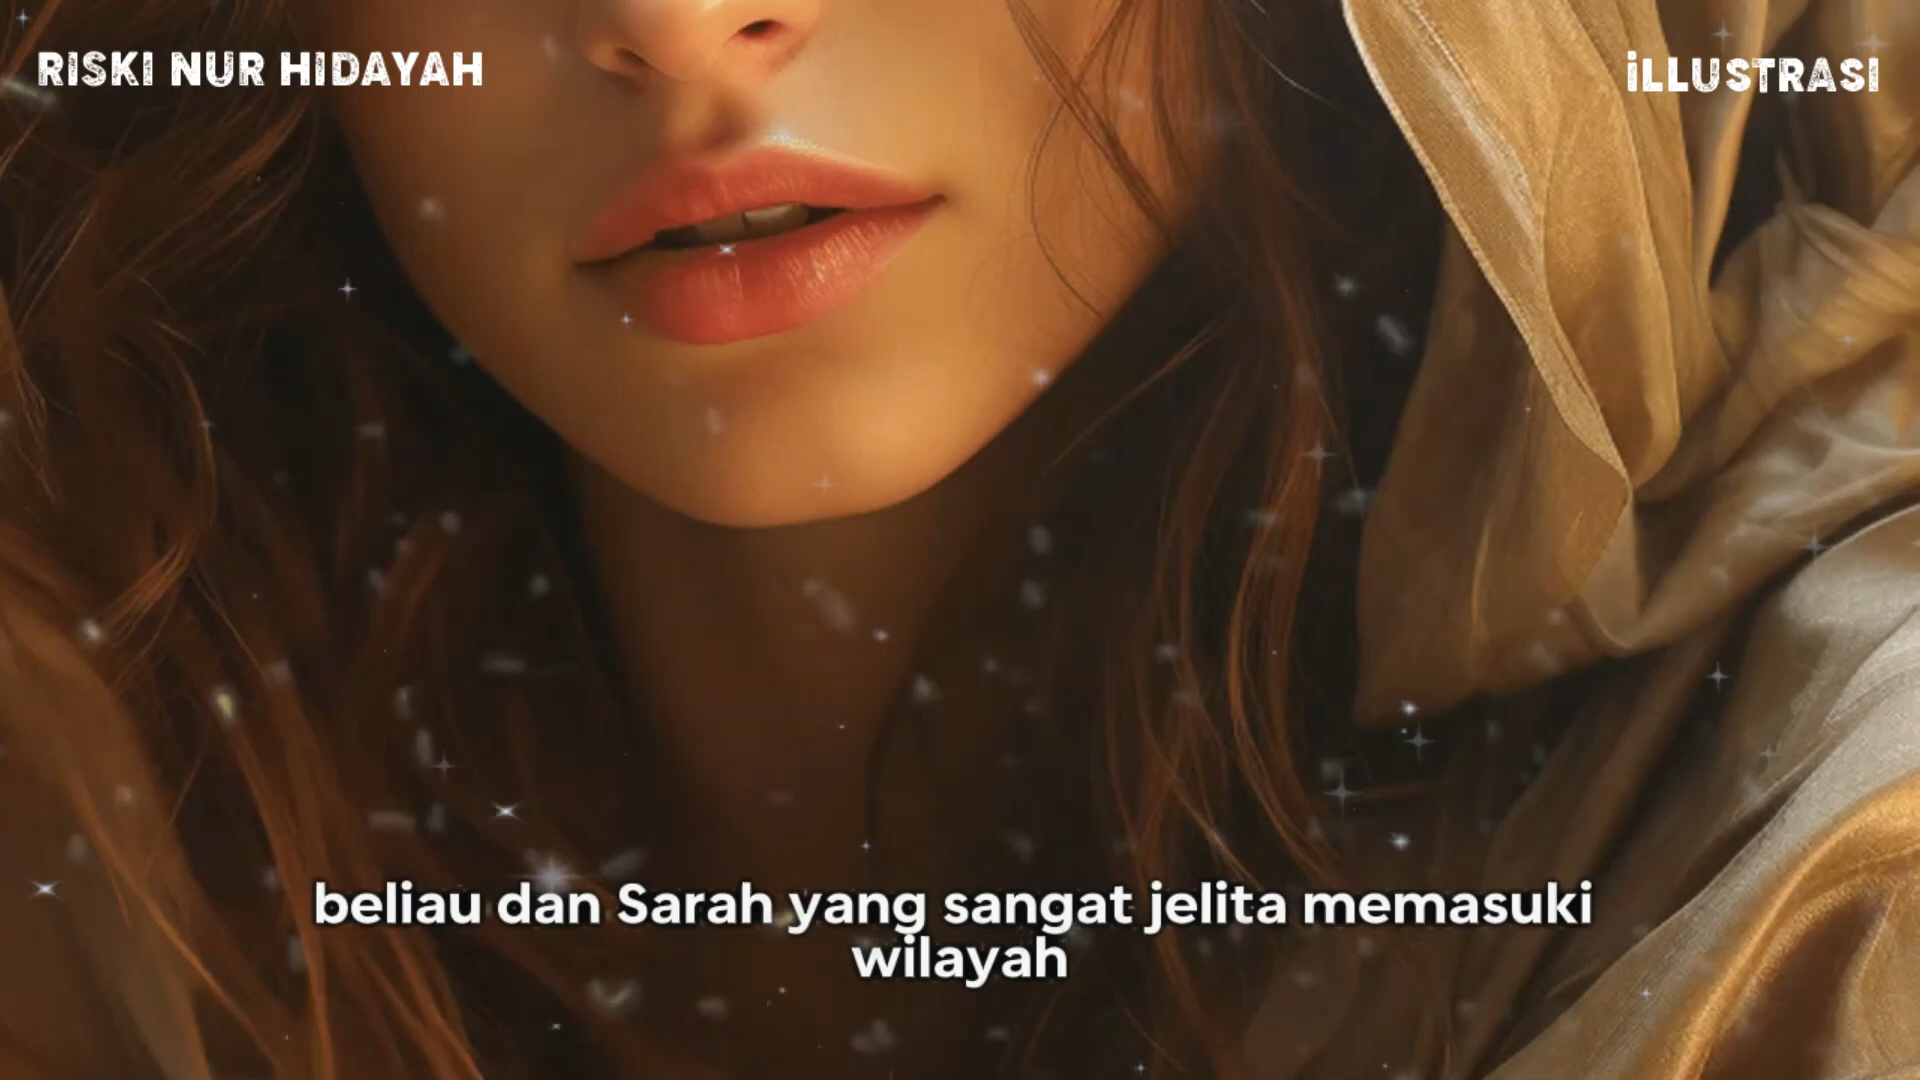 RISKI NUR HIDAYAH
iLLUSTRASI
beliau dan Sarah yang sangat jelita memasuki
wilayah